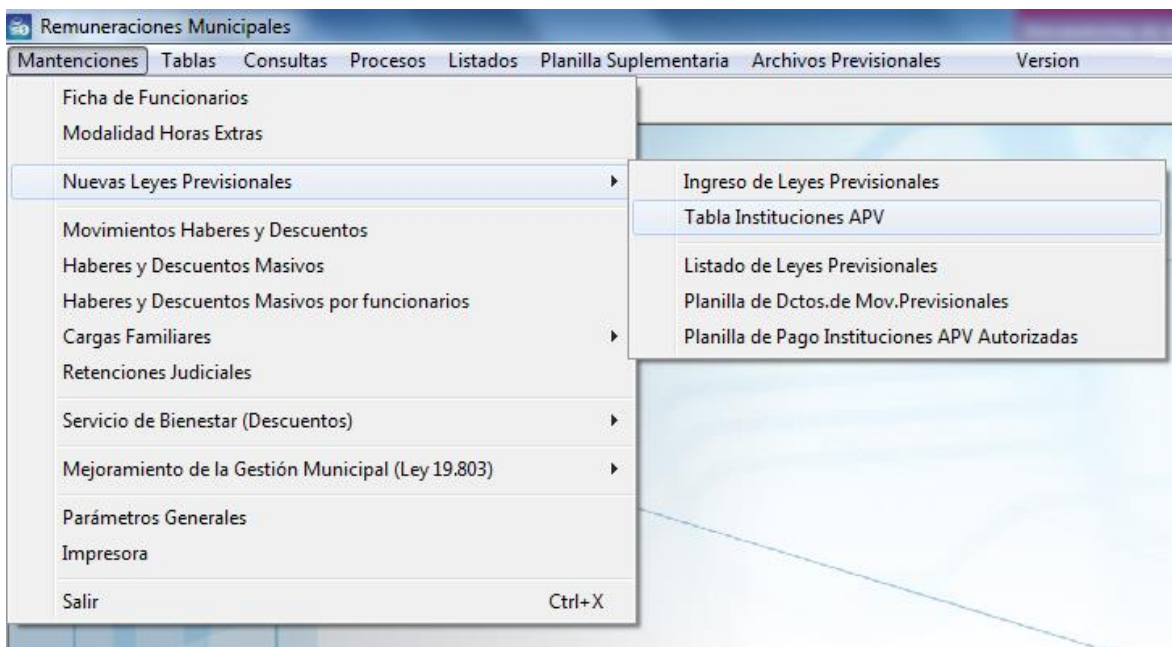 Remuneraciones Municipales
Mantenciones Tablas Consultas Procesos Listados Planilla Suplementaria Archivos Previsionales Version
Ficha de Funcionarios
Modalidad Horas Extras
Nuevas Leyes Previsionales
Movimientos Haberes y Descuentos
Haberes y Descuentos Masivos
Haberes y Descuentos Masivos por funcionarios
Cargas Familiares
Retenciones Judiciales
Servicio de Bienestar (Descuentos)
Mejoramiento de la Gestión Municipal (Ley 19.803)
Parámetros Generales
Impresora
Salir Ctrl+X
Ingreso de Leyes Previsionales
Tabla Instituciones APV
Listado de Leyes Previsionales
Planilla de Dctos.de Mov.Previsionales
Planilla de Pago Instituciones APV Autorizadas